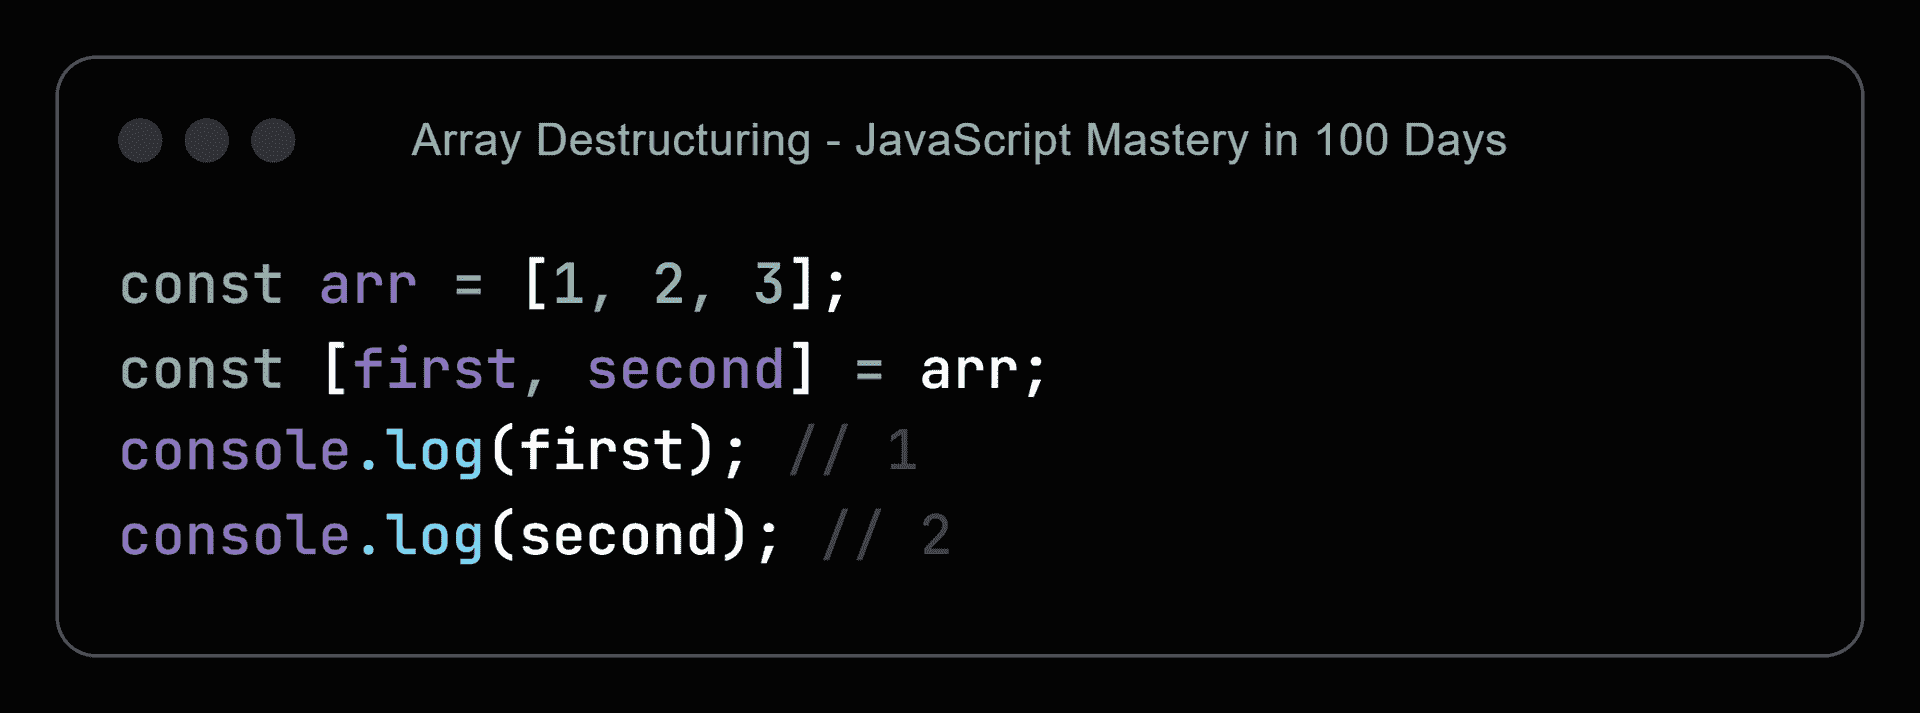 Array Destructuring - JavaScript Mastery in 100 Days
const arr = [1, 2, 3];
const [first, second] = arr;
console.log(first); // 1
console.log(second); // 2